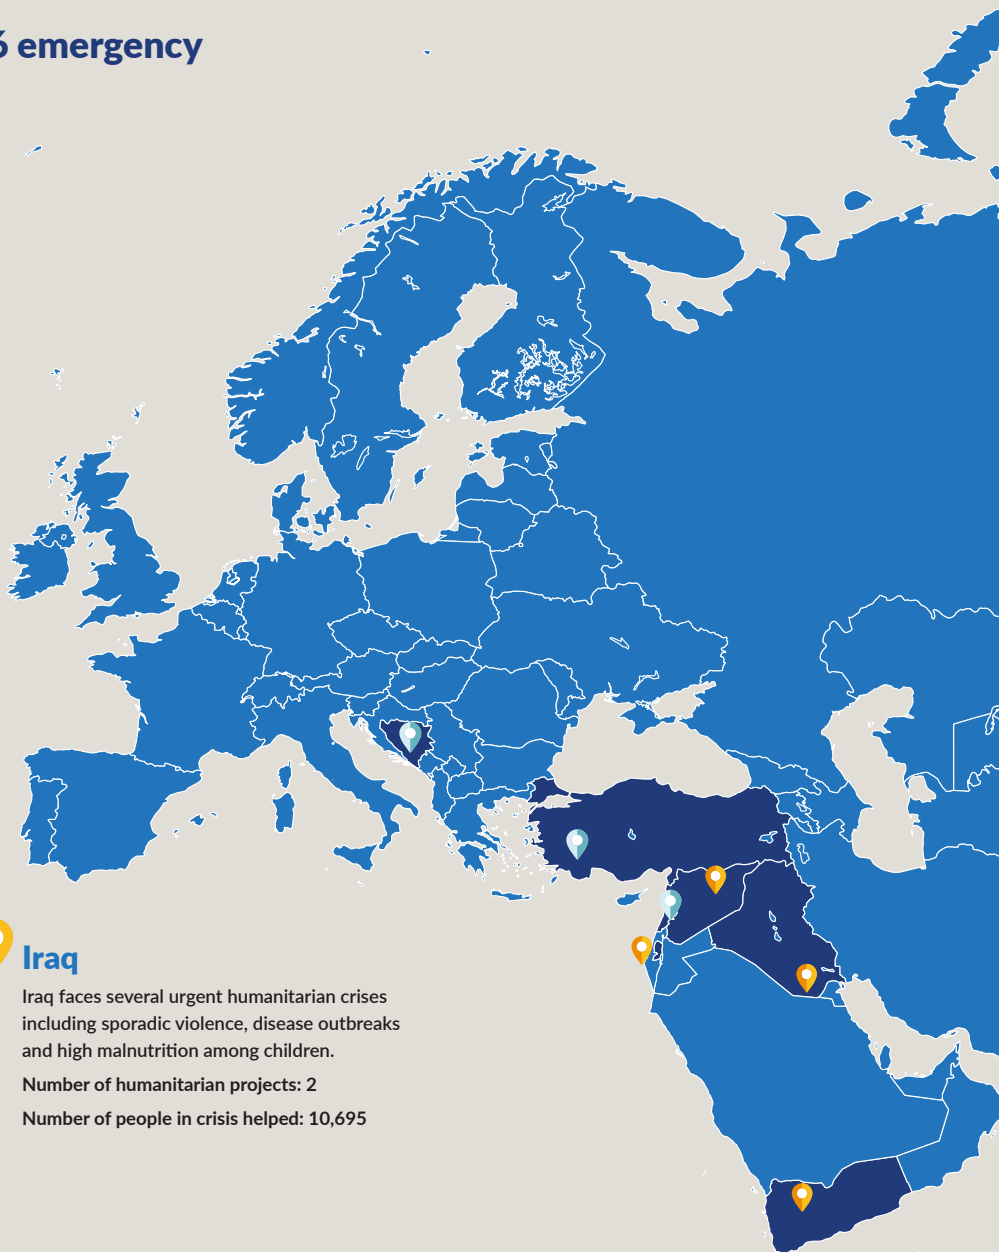 emergency
Iraq
Iraq faces several urgent humanitarian crises
including sporadic violence, disease outbreaks
and high malnutrition among children.
Number of humanitarian projects: 2
Number of people in crisis helped: 10,695